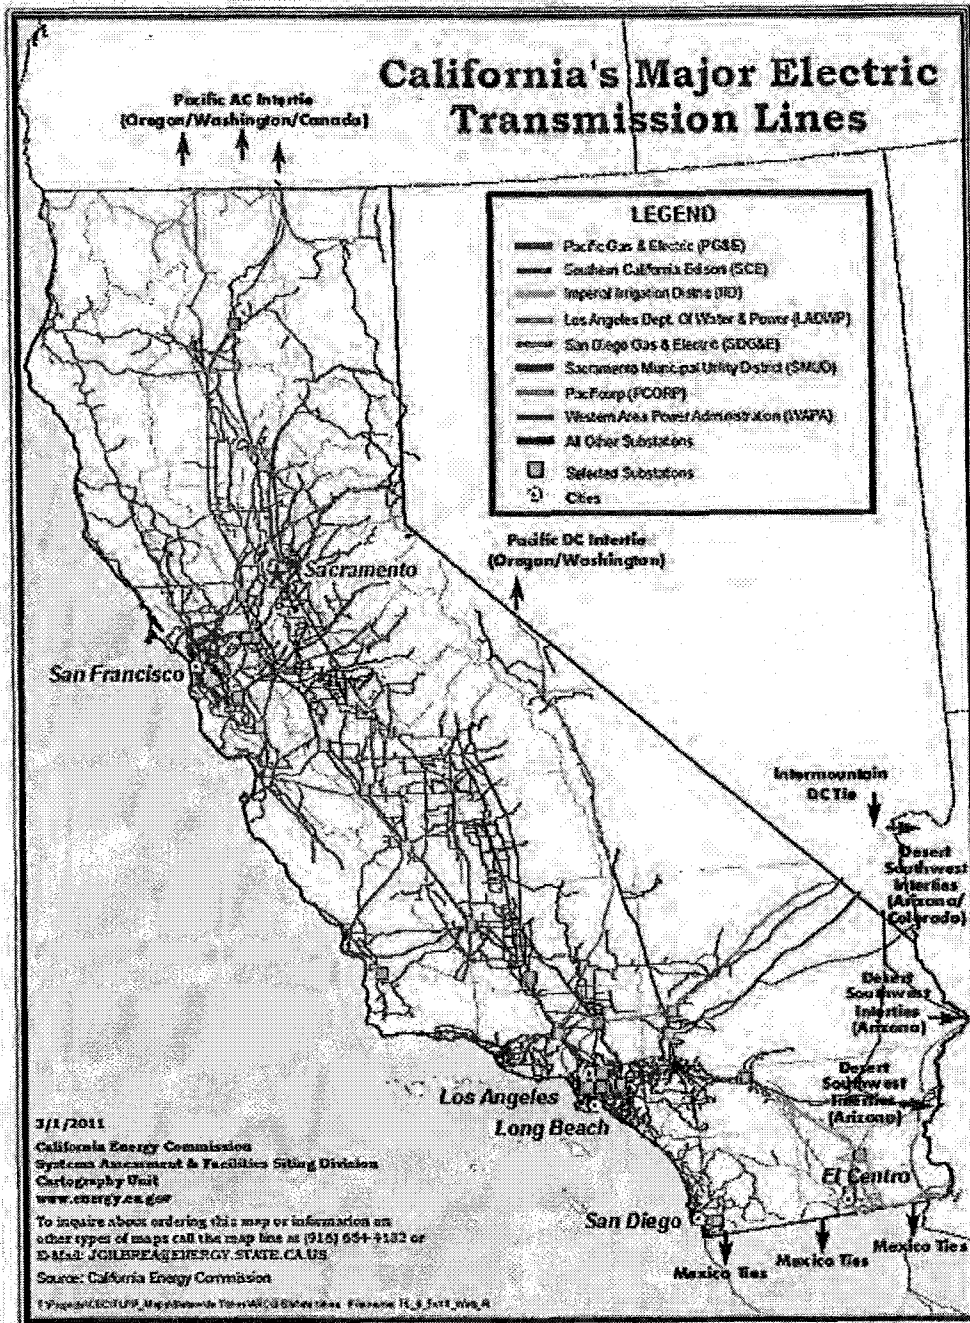 California's Major Electric
Transmission Lines
Pacific AC Intertie
(Oregon/Washington/Canada)
LEGEND
Pacific Gas & Electric (PG&E)
Southern California Edison (SCE)
Imperial Irrigation District (IID)
Los Angeles Dept. Of Water & Power (LADWP)
San Diego Gas & Electric (SDG&E)
Sacramento Municipal Utility District (SMUD)
PacifiCorp (PCORP)
Western Area Power Administration (WAPA)
All Other Substations
Selected Substations
Cities
Pacific DC Intertie
(Oregon/Washington)
Sacramento
San Francisco
Intermountain
DC Tie
Desert
Southwest
Interties
(Arizona/
Colorado)
Desert
Southwest
Interties
(Arizona)
Desert
Southwest
Interties
(Arizona)
Los Angeles
Long Beach
El Centro
San Diego
Mexico Ties
Mexico Ties
Mexico Ties
3/1/2011
California Energy Commission
Systems Assessment & Facilities Siting Division
Cartography Unit
www.energy.ca.gov
To inquire about ordering this map or information on
other types of maps call the map line at (916) 654-4182 or
E-Mail: JGILBREA@ENERGY.STATE.CA.US
Source: California Energy Commission